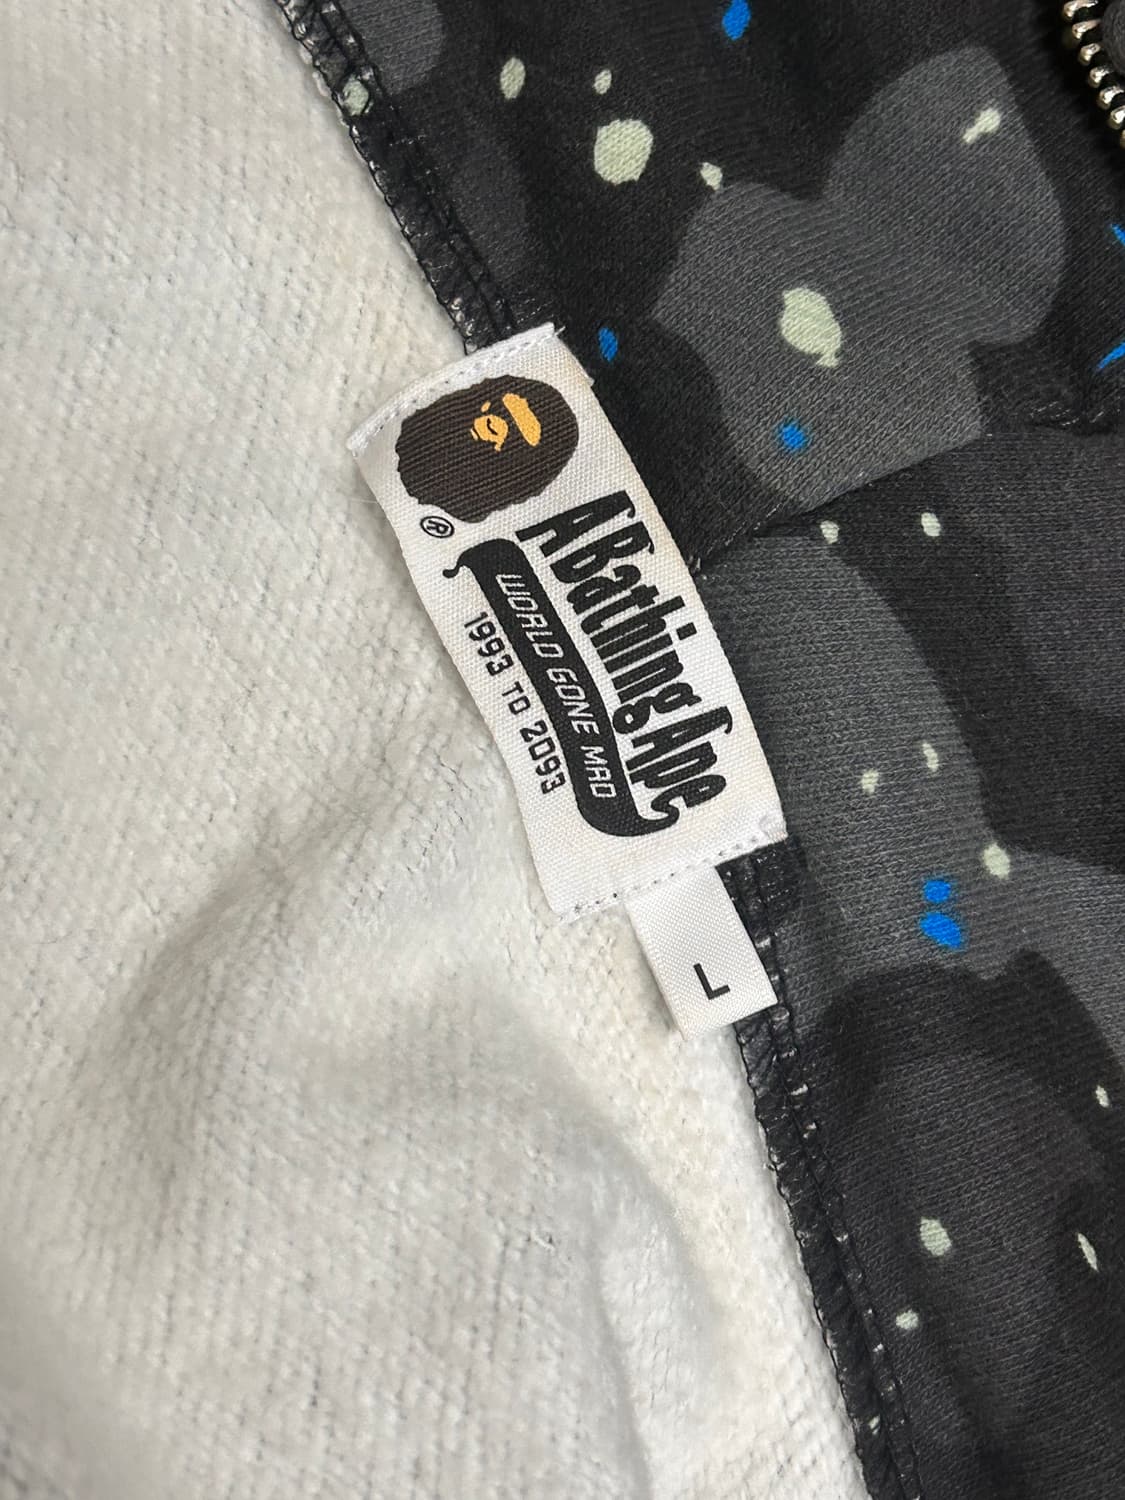 ®
A Bathing Ape
WORLD GONE MAD
1993 TO 2093
L